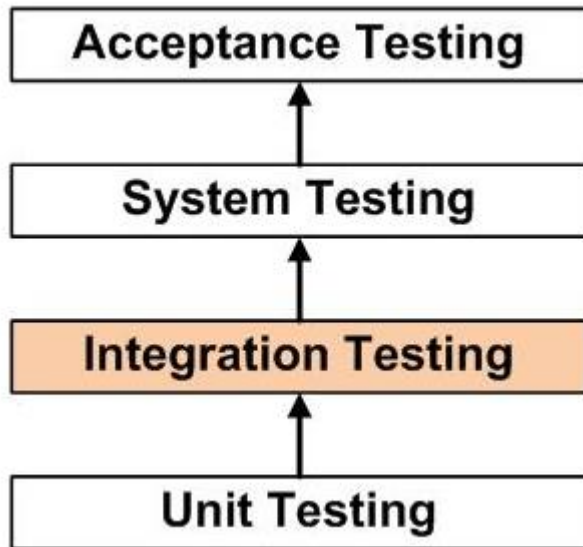 Acceptance Testing
System Testing
Integration Testing
Unit Testing